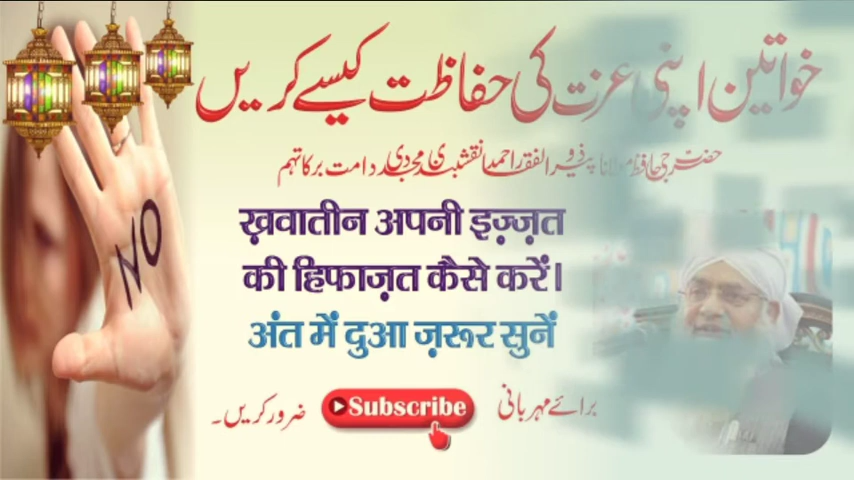 خواتین اپنی عزت کی حفاظت کیسے کریں
حضرت جی حافظ مولانا پیر ذوالفقار احمد نقشبندی مجددی دامت برکاتہم
ख़वातीन अपनी इज़्ज़त
की हिफाज़त कैसे करें।
अंत में दुआ ज़रूर सुनें
برائے مہربانی Subscribe ضرور کریں۔
NO